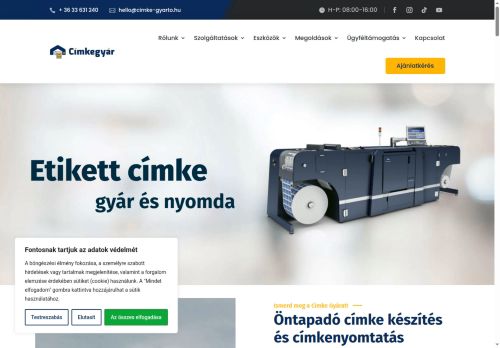 + 36 33 631 240
hello@cimke-gyarto.hu
H-P: 08:00-16:00
Címkegyár
Rólunk
Szolgáltatások
Eszközök
Megoldások
Ügyféltámogatás
Kapcsolat
Ajánlatkérés
Etikett címke
gyár és nyomda
Fontosnak tartjuk az adatok védelmét
A böngészési élmény fokozása, a személyre szabott
hirdetések vagy tartalmak megjelenítése, valamint a forgalom
elemzése érdekében sütiket (cookie) használunk. A "Mindet
elfogadom" gombra kattintva hozzájárulhat a sütik
használatához.
Testreszabás
Elutasít
Az összes elfogadása
Ismerd meg a Címke Gyárat!
Öntapadó címke készítés
és címkenyomtatás